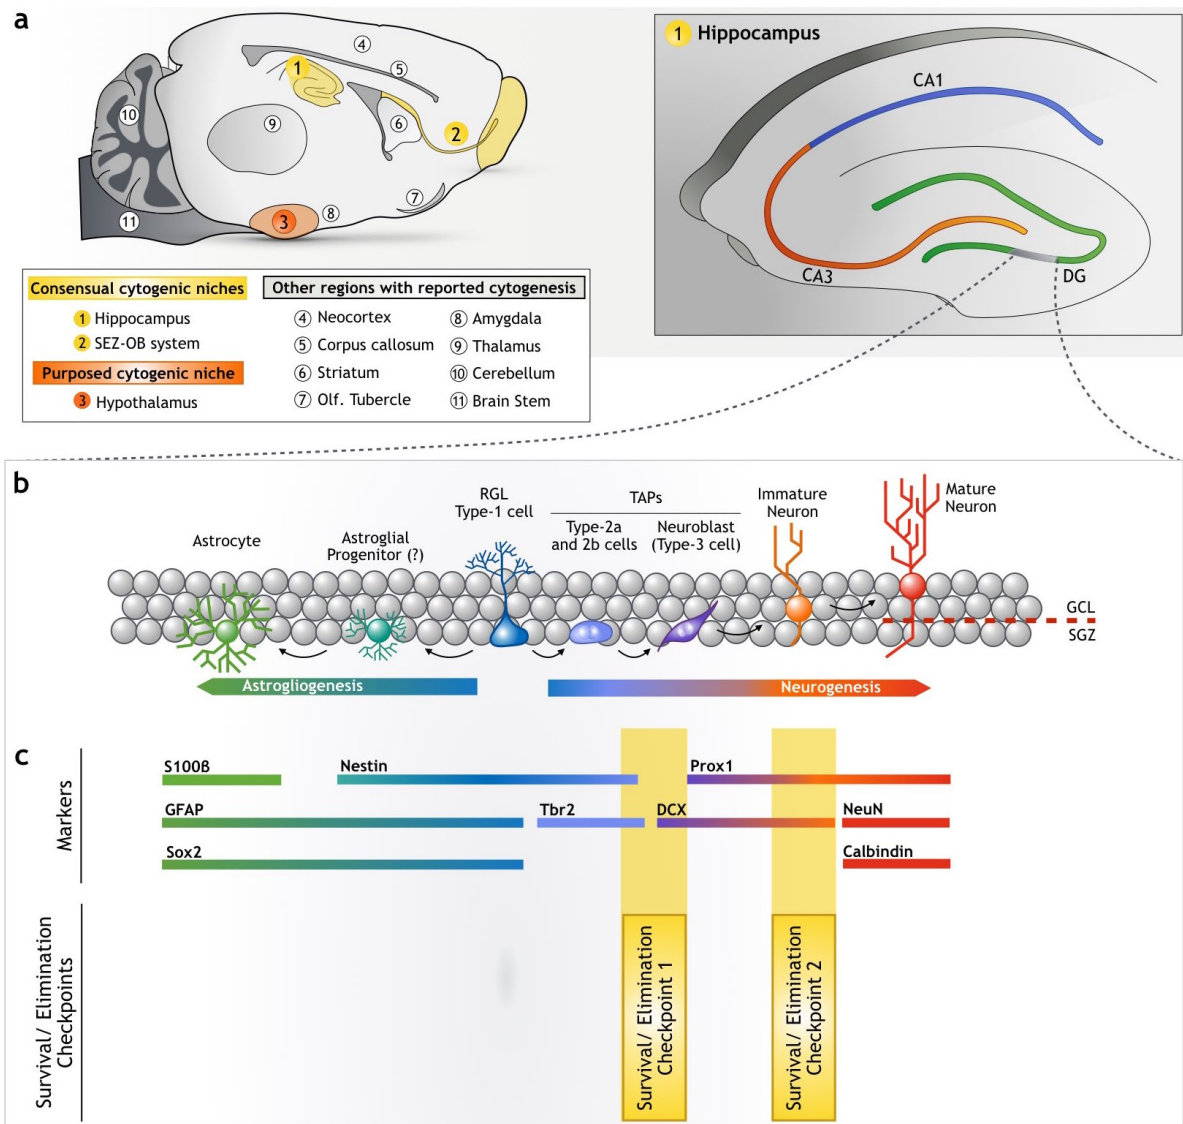 a
4
1
5
10
9
6
2
7
11
3
8
1 Hippocampus
CA1
CA3
DG
Consensual cytogenic niches
1 Hippocampus
2 SEZ-OB system
Purposed cytogenic niche
3 Hypothalamus
Other regions with reported cytogenesis
4 Neocortex
5 Corpus callosum
6 Striatum
7 Olf. Tubercle
8 Amygdala
9 Thalamus
10 Cerebellum
11 Brain Stem
b
Astrocyte
Astroglial
Progenitor (?)
RGL
Type-1 cell
TAPs
Type-2a
and 2b cells
Neuroblast
(Type-3 cell)
Immature
Neuron
Mature
Neuron
GCL
SGZ
Astrogliogenesis
Neurogenesis
c
Markers
S100ß
Nestin
Prox1
GFAP
Tbr2
DCX
NeuN
Sox2
Calbindin
Survival/ Elimination
Checkpoints
Survival/ Elimination
Checkpoint 1
Survival/ Elimination
Checkpoint 2